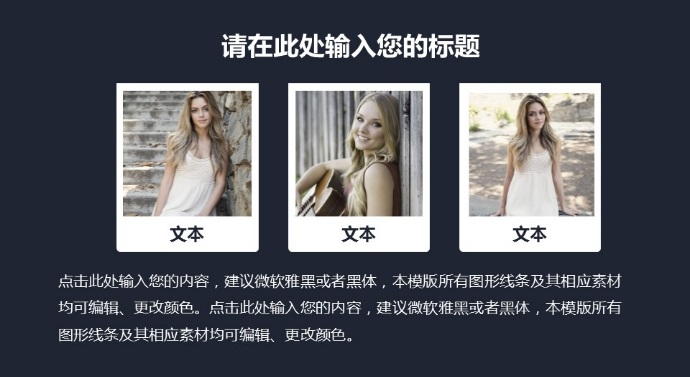 请在此处输入您的标题
文本 文本 文本
点击此处输入您的内容，建议微软雅黑或者黑体，本模版所有图形线条及其相应素材
均可编辑、更改颜色。点击此处输入您的内容，建议微软雅黑或者黑体，本模版所有
图形线条及其相应素材均可编辑、更改颜色。